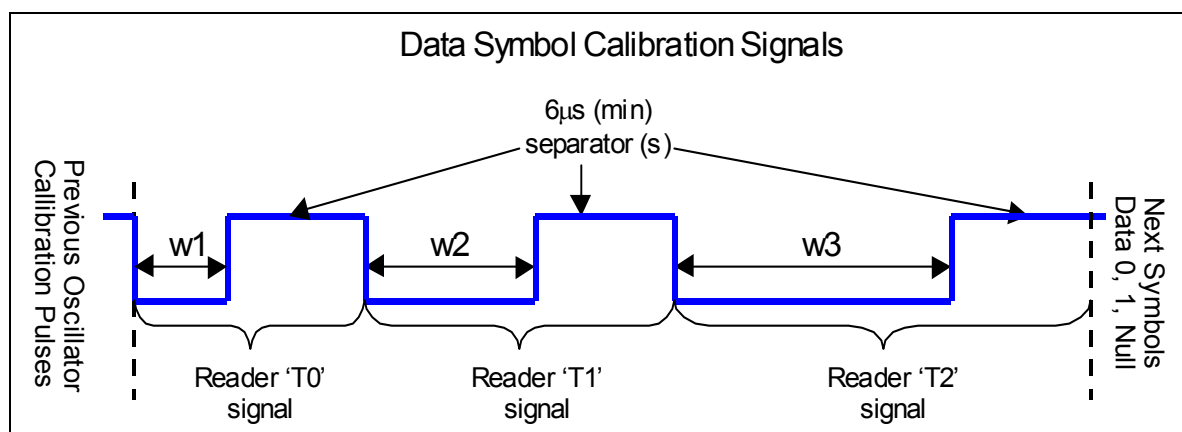 Data Symbol Calibration Signals
6μs (min)
separator (s)
Previous Oscillator
Callibration Pulses
w1
w2
w3
Next Symbols
Data 0, 1, Null
Reader ‘T0’
signal
Reader ‘T1’
signal
Reader ‘T2’
signal